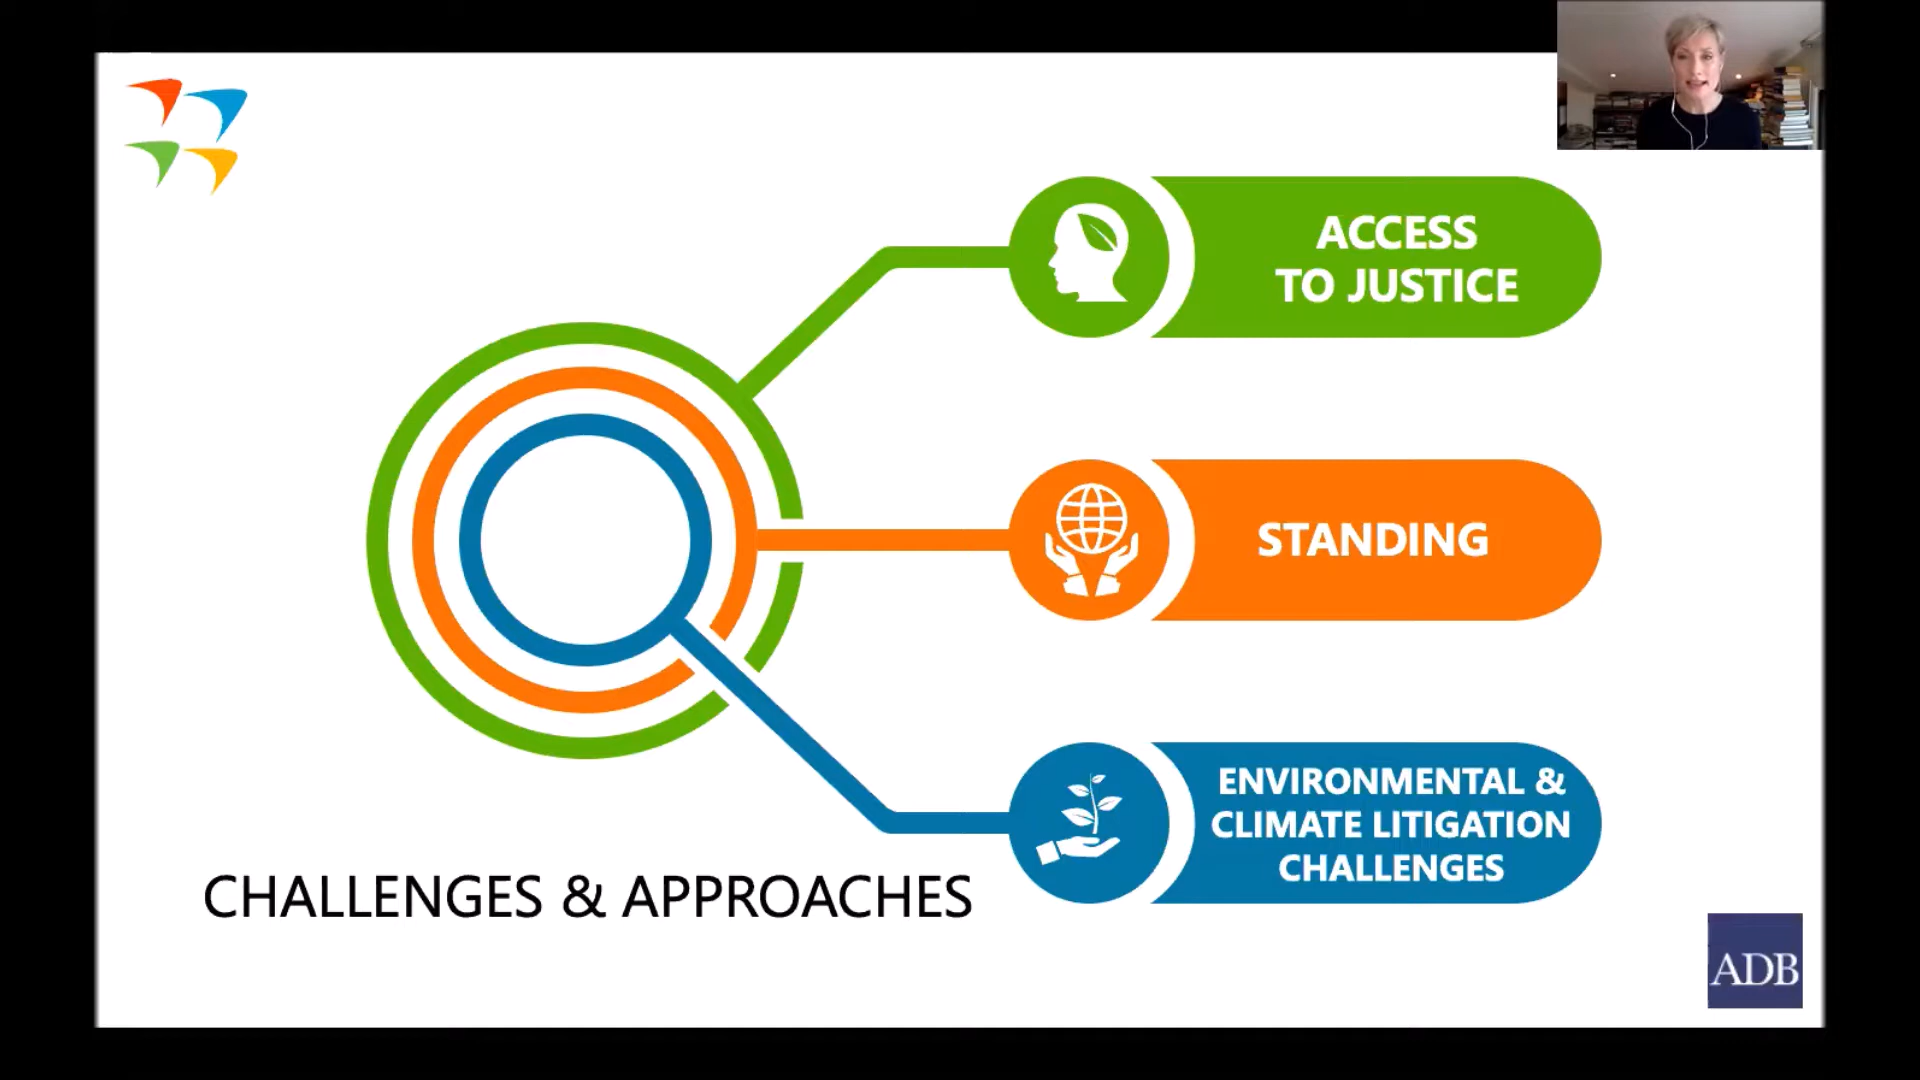 ACCESS
TO JUSTICE
STANDING
ENVIRONMENTAL &
CLIMATE LITIGATION
CHALLENGES
CHALLENGES & APPROACHES
ADB